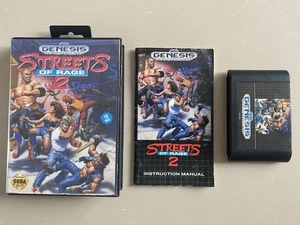 GENESIS
STREETS
OF RAGE
2
SEGA
GENESIS
STREETS
OF RAGE
2
INSTRUCTION MANUAL
GENESIS